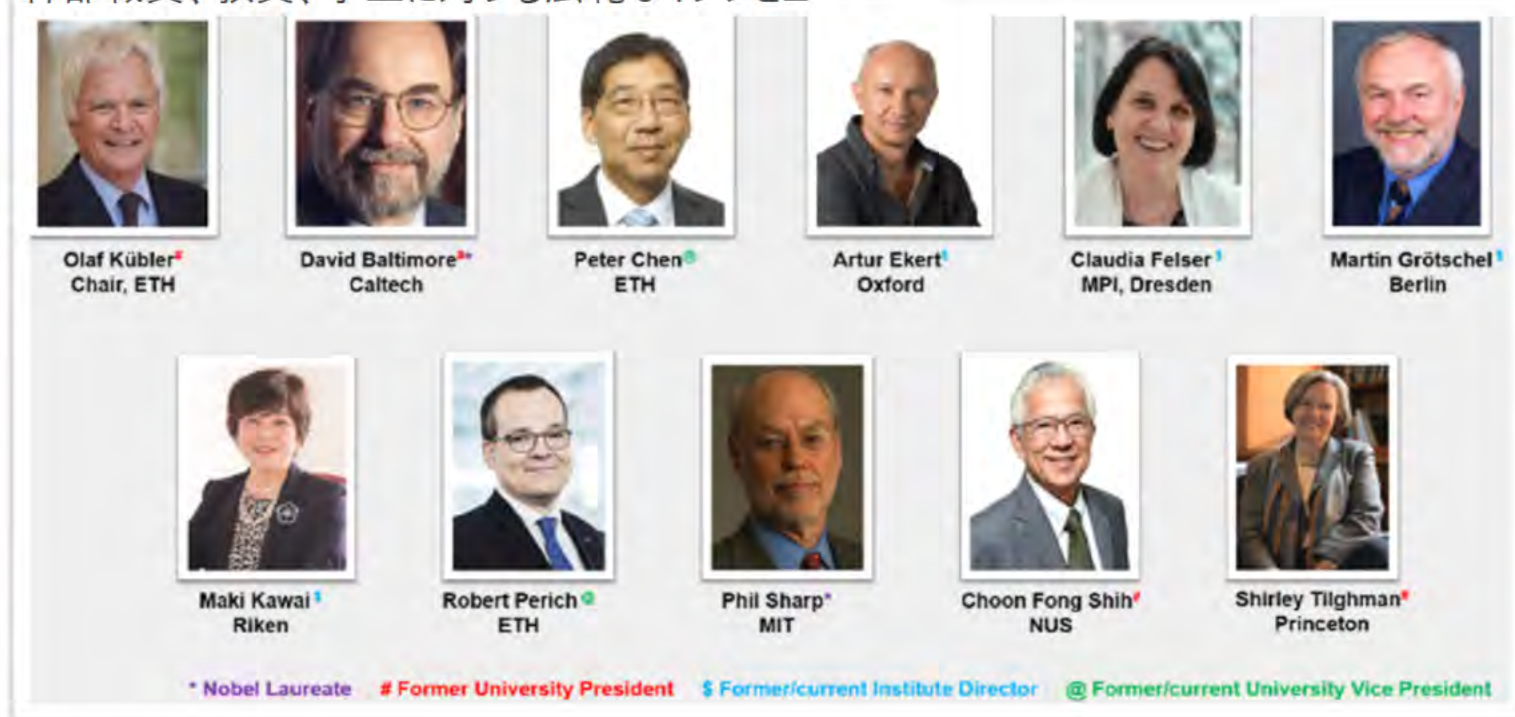 Olaf Kübler#
Chair, ETH
David Baltimore#*
Caltech
Peter Chen@
ETH
Artur Ekert$
Oxford
Claudia Felser $
MPI, Dresden
Martin Grötschel $
Berlin
Maki Kawai $
Riken
Robert Perich @
ETH
Phil Sharp*
MIT
Choon Fong Shih#
NUS
Shirley Tilghman#
Princeton
* Nobel Laureate # Former University President $ Former/current Institute Director @ Former/current University Vice President